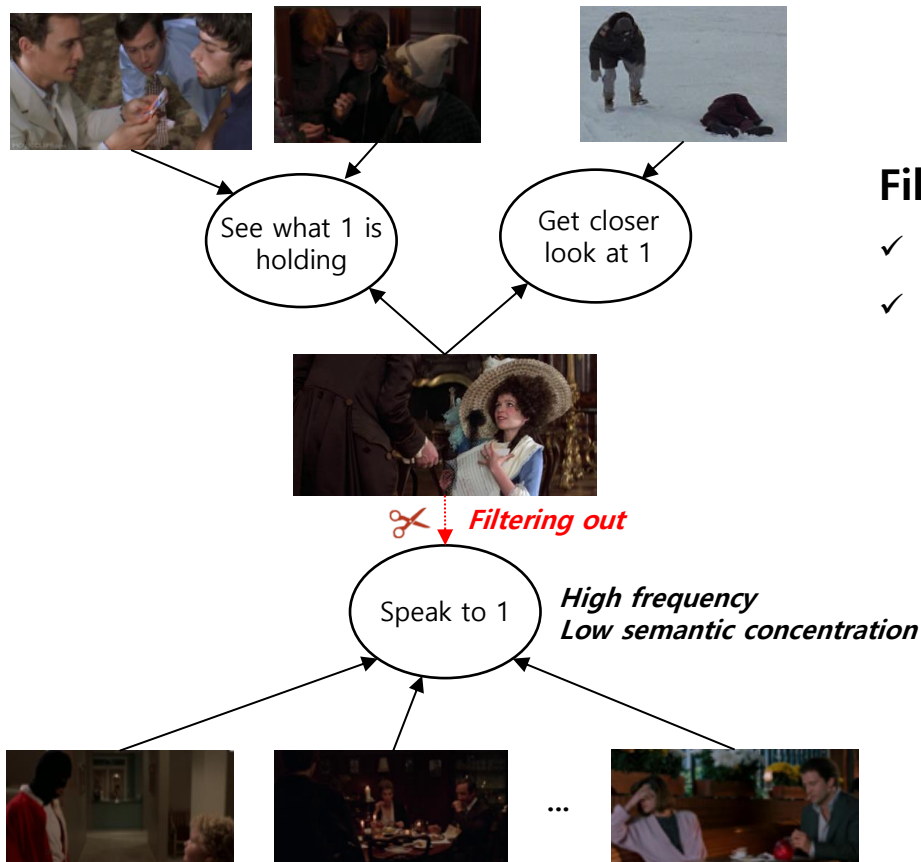 See what 1 is
holding
Get closer
look at 1
Fil
✓
✓
Filtering out
Speak to 1
High frequency
Low semantic concentration
...